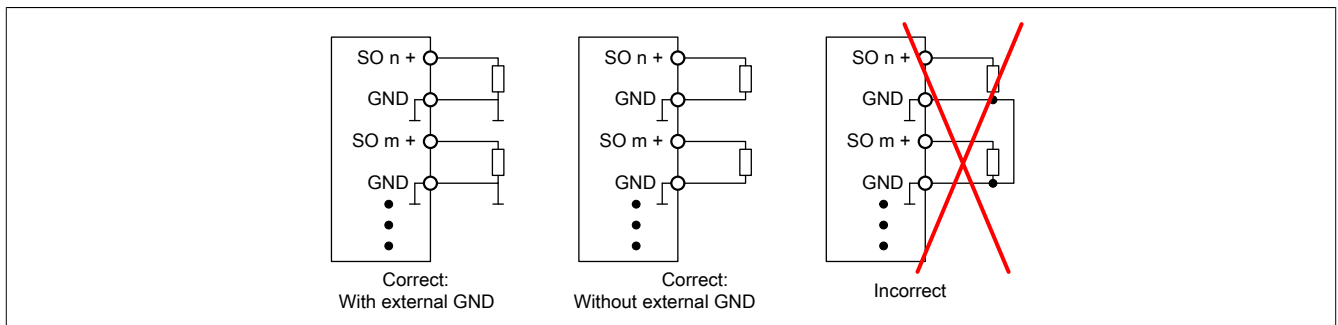 SO n +
GND
SO m +
GND
Correct:
With external GND
SO n +
GND
SO m +
GND
Correct:
Without external GND
SO n +
GND
SO m +
GND
Incorrect